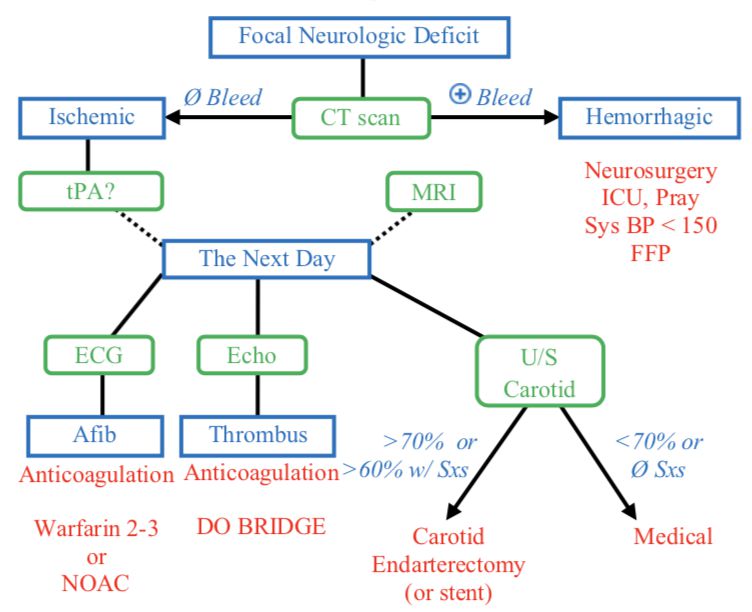 Focal Neurologic Deficit
Ø Bleed
⊕ Bleed
Ischemic
CT scan
Hemorrhagic
Neurosurgery
ICU, Pray
Sys BP < 150
FFP
tPA?
MRI
The Next Day
ECG
Echo
U/S
Carotid
Afib
Thrombus
Anticoagulation
Anticoagulation
>70% or
>60% w/ Sxs
<70% or
Ø Sxs
Warfarin 2-3
or
NOAC
DO BRIDGE
Carotid
Endarterectomy
(or stent)
Medical